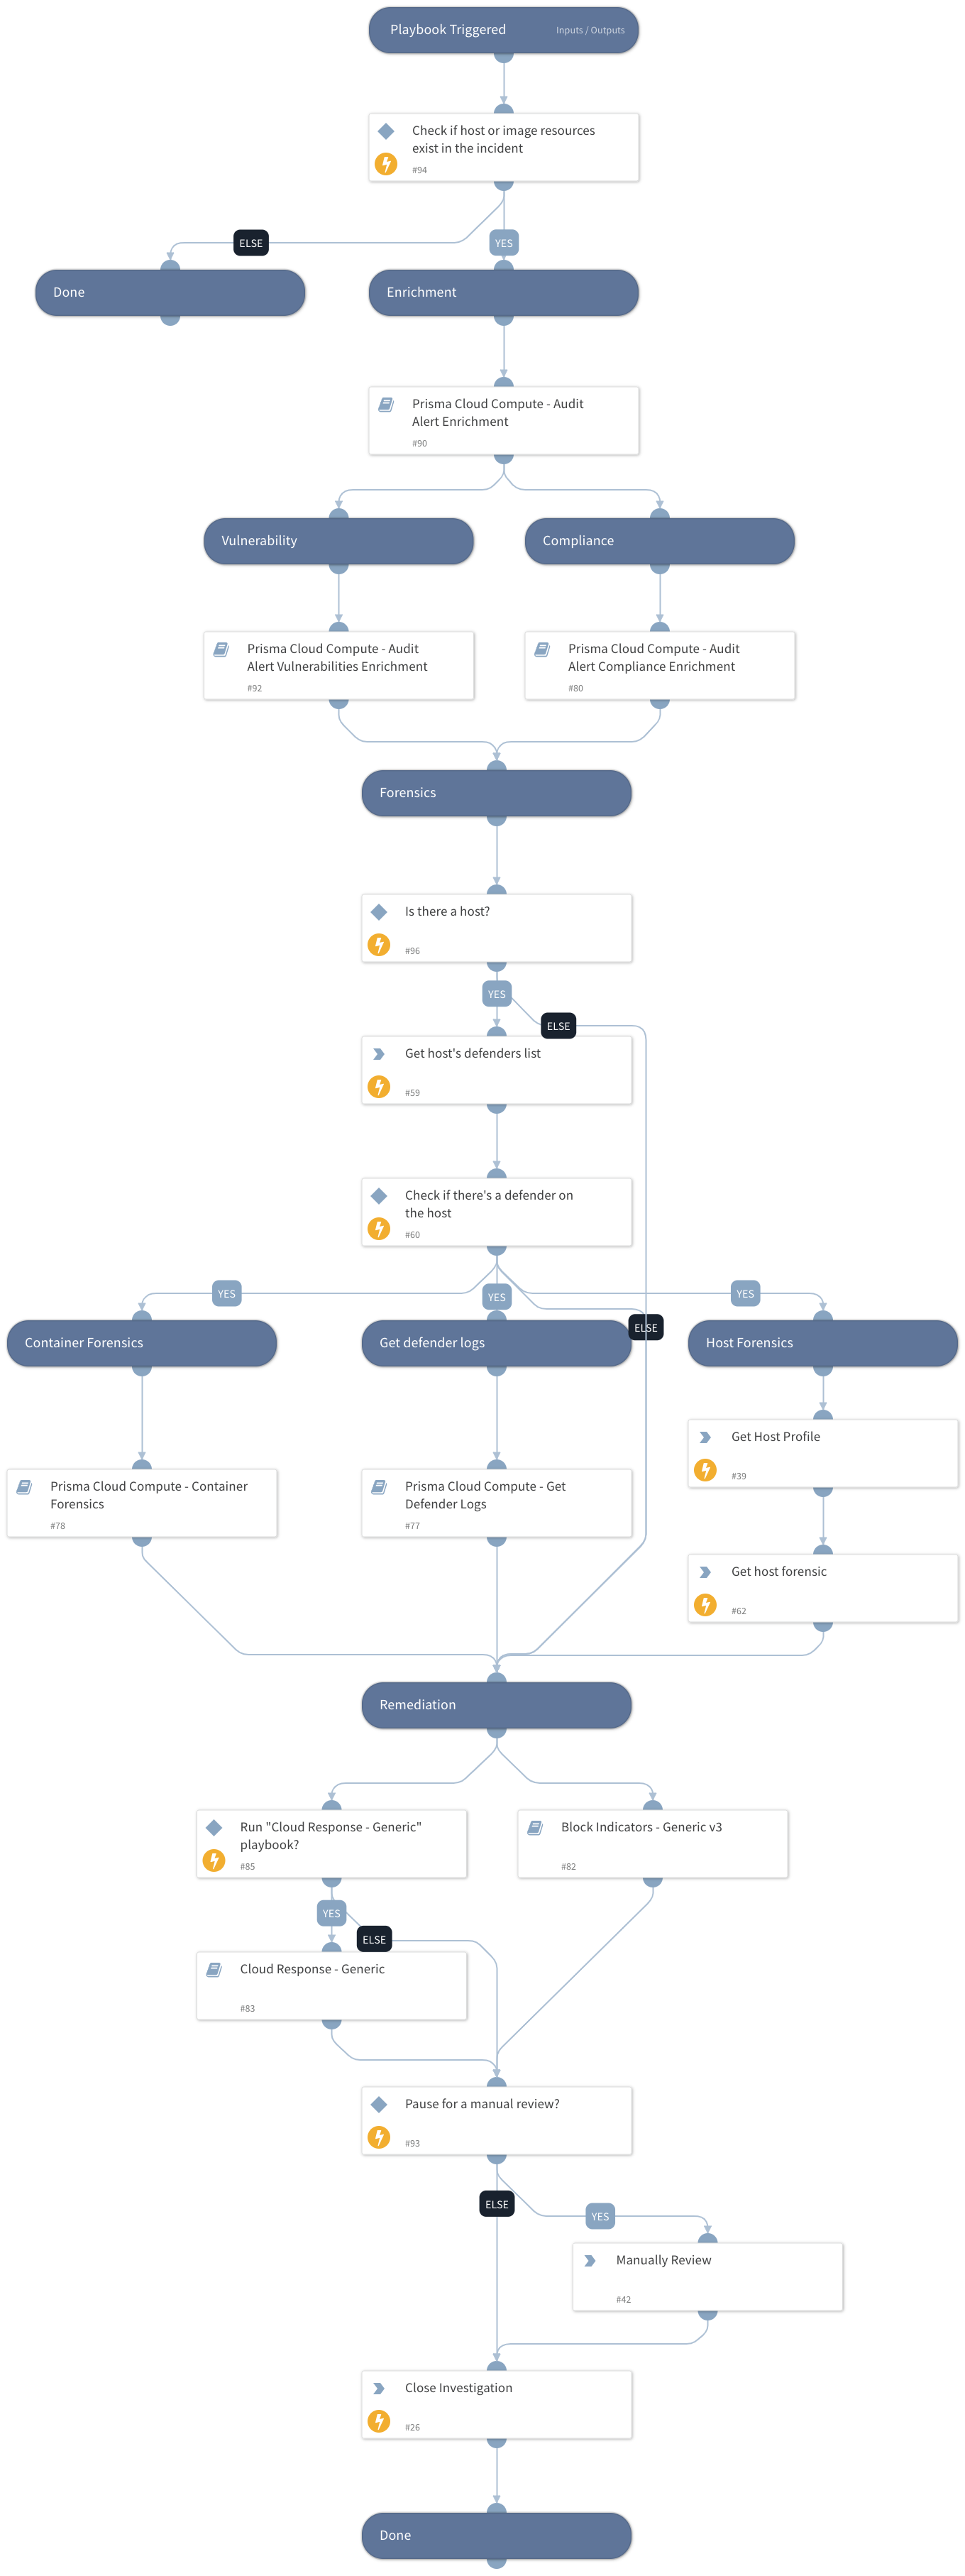 Playbook Triggered
Inputs / Outputs
Check if host or image resources
exist in the incident
#94
ELSE
YES
Done
Enrichment
Prisma Cloud Compute - Audit
Alert Enrichment
#90
Vulnerability
Compliance
Prisma Cloud Compute - Audit
Alert Vulnerabilities Enrichment
#92
Prisma Cloud Compute - Audit
Alert Compliance Enrichment
#80
Forensics
Is there a host?
#96
YES
ELSE
Get host's defenders list
#59
Check if there's a defender on
the host
#60
YES
YES
YES
ELSE
Container Forensics
Get defender logs
Host Forensics
Get Host Profile
#39
Prisma Cloud Compute - Container
Forensics
#78
Prisma Cloud Compute - Get
Defender Logs
#77
Get host forensic
#62
Remediation
Run "Cloud Response - Generic"
playbook?
#85
Block Indicators - Generic v3
#82
YES
ELSE
Cloud Response - Generic
#83
Pause for a manual review?
#93
ELSE
YES
Manually Review
#42
Close Investigation
#26
Done